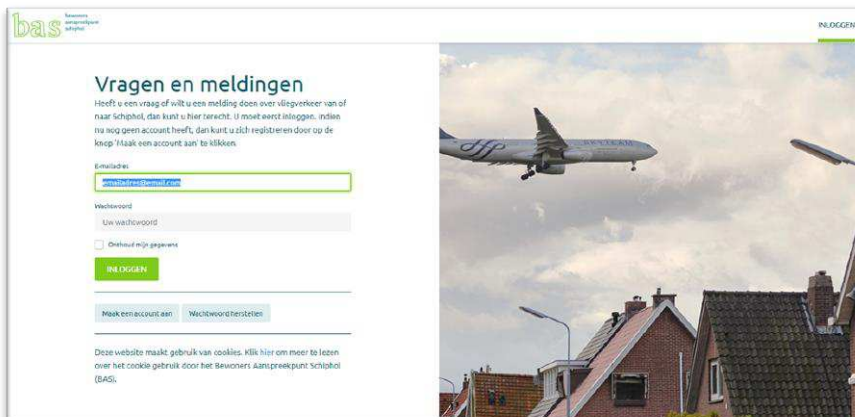 bas bewoners
aanspreekpunt
schiphol
INLOGGEN
Vragen en meldingen
Heeft u een vraag of wilt u een melding doen over vliegverkeer van of
naar Schiphol, dan kunt u hier terecht. U moet eerst inloggen. Indien
nu nog geen account heeft, dan kunt u zich registreren door op de
knop 'Maak een account aan' te klikken.
E-mailadres
emailadres@email.com
Wachtwoord
Uw wachtwoord
Onthoud mijn gegevens
INLOGGEN
Maak een account aan Wachtwoord herstellen
Deze website maakt gebruik van cookies. Klik hier om meer te lezen
over het cookie gebruik door het Bewoners Aanspreekpunt Schiphol
(BAS).
SKYTEAM